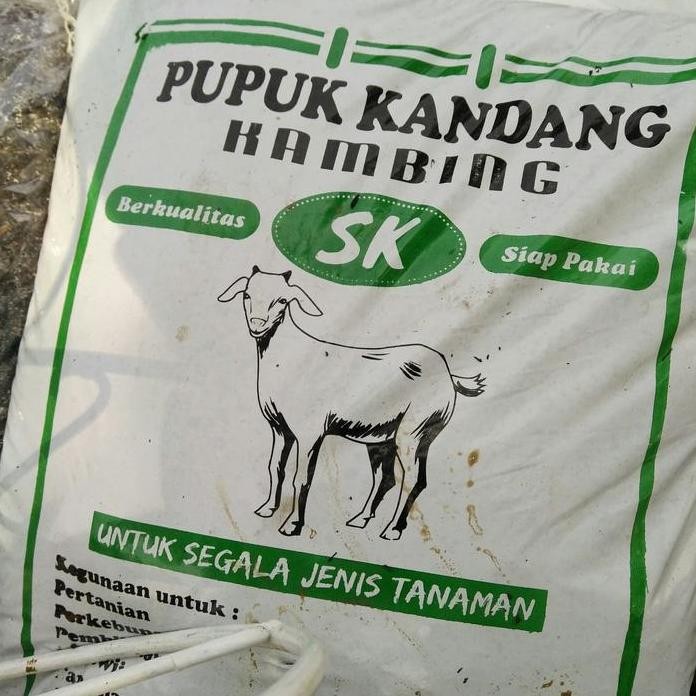 PUPUK KANDANG
KAMBING
Berkualitas
SK
Siap Pakai
UNTUK SEGALA JENIS TANAMAN
Kegunaan untuk :
Pertanian